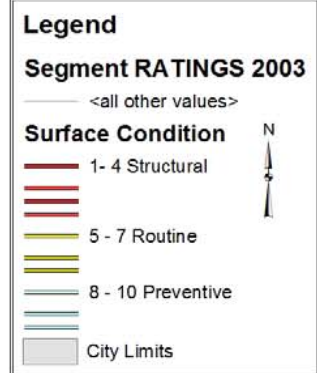 Legend
Segment RATINGS 2003
<all other values>
Surface Condition
N
1- 4 Structural
5 - 7 Routine
8 - 10 Preventive
City Limits